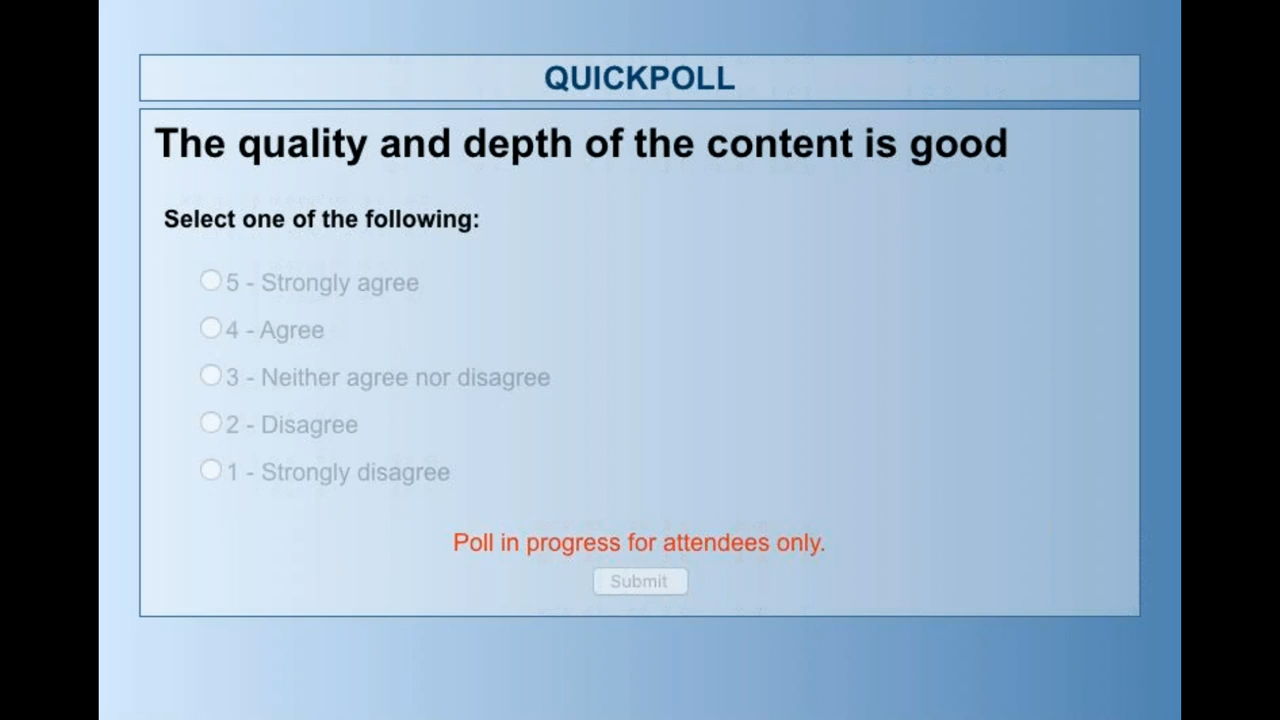 QUICKPOLL
The quality and depth of the content is good
Select one of the following:
5 - Strongly agree
4 - Agree
3 - Neither agree nor disagree
2 - Disagree
1 - Strongly disagree
Poll in progress for attendees only.
Submit